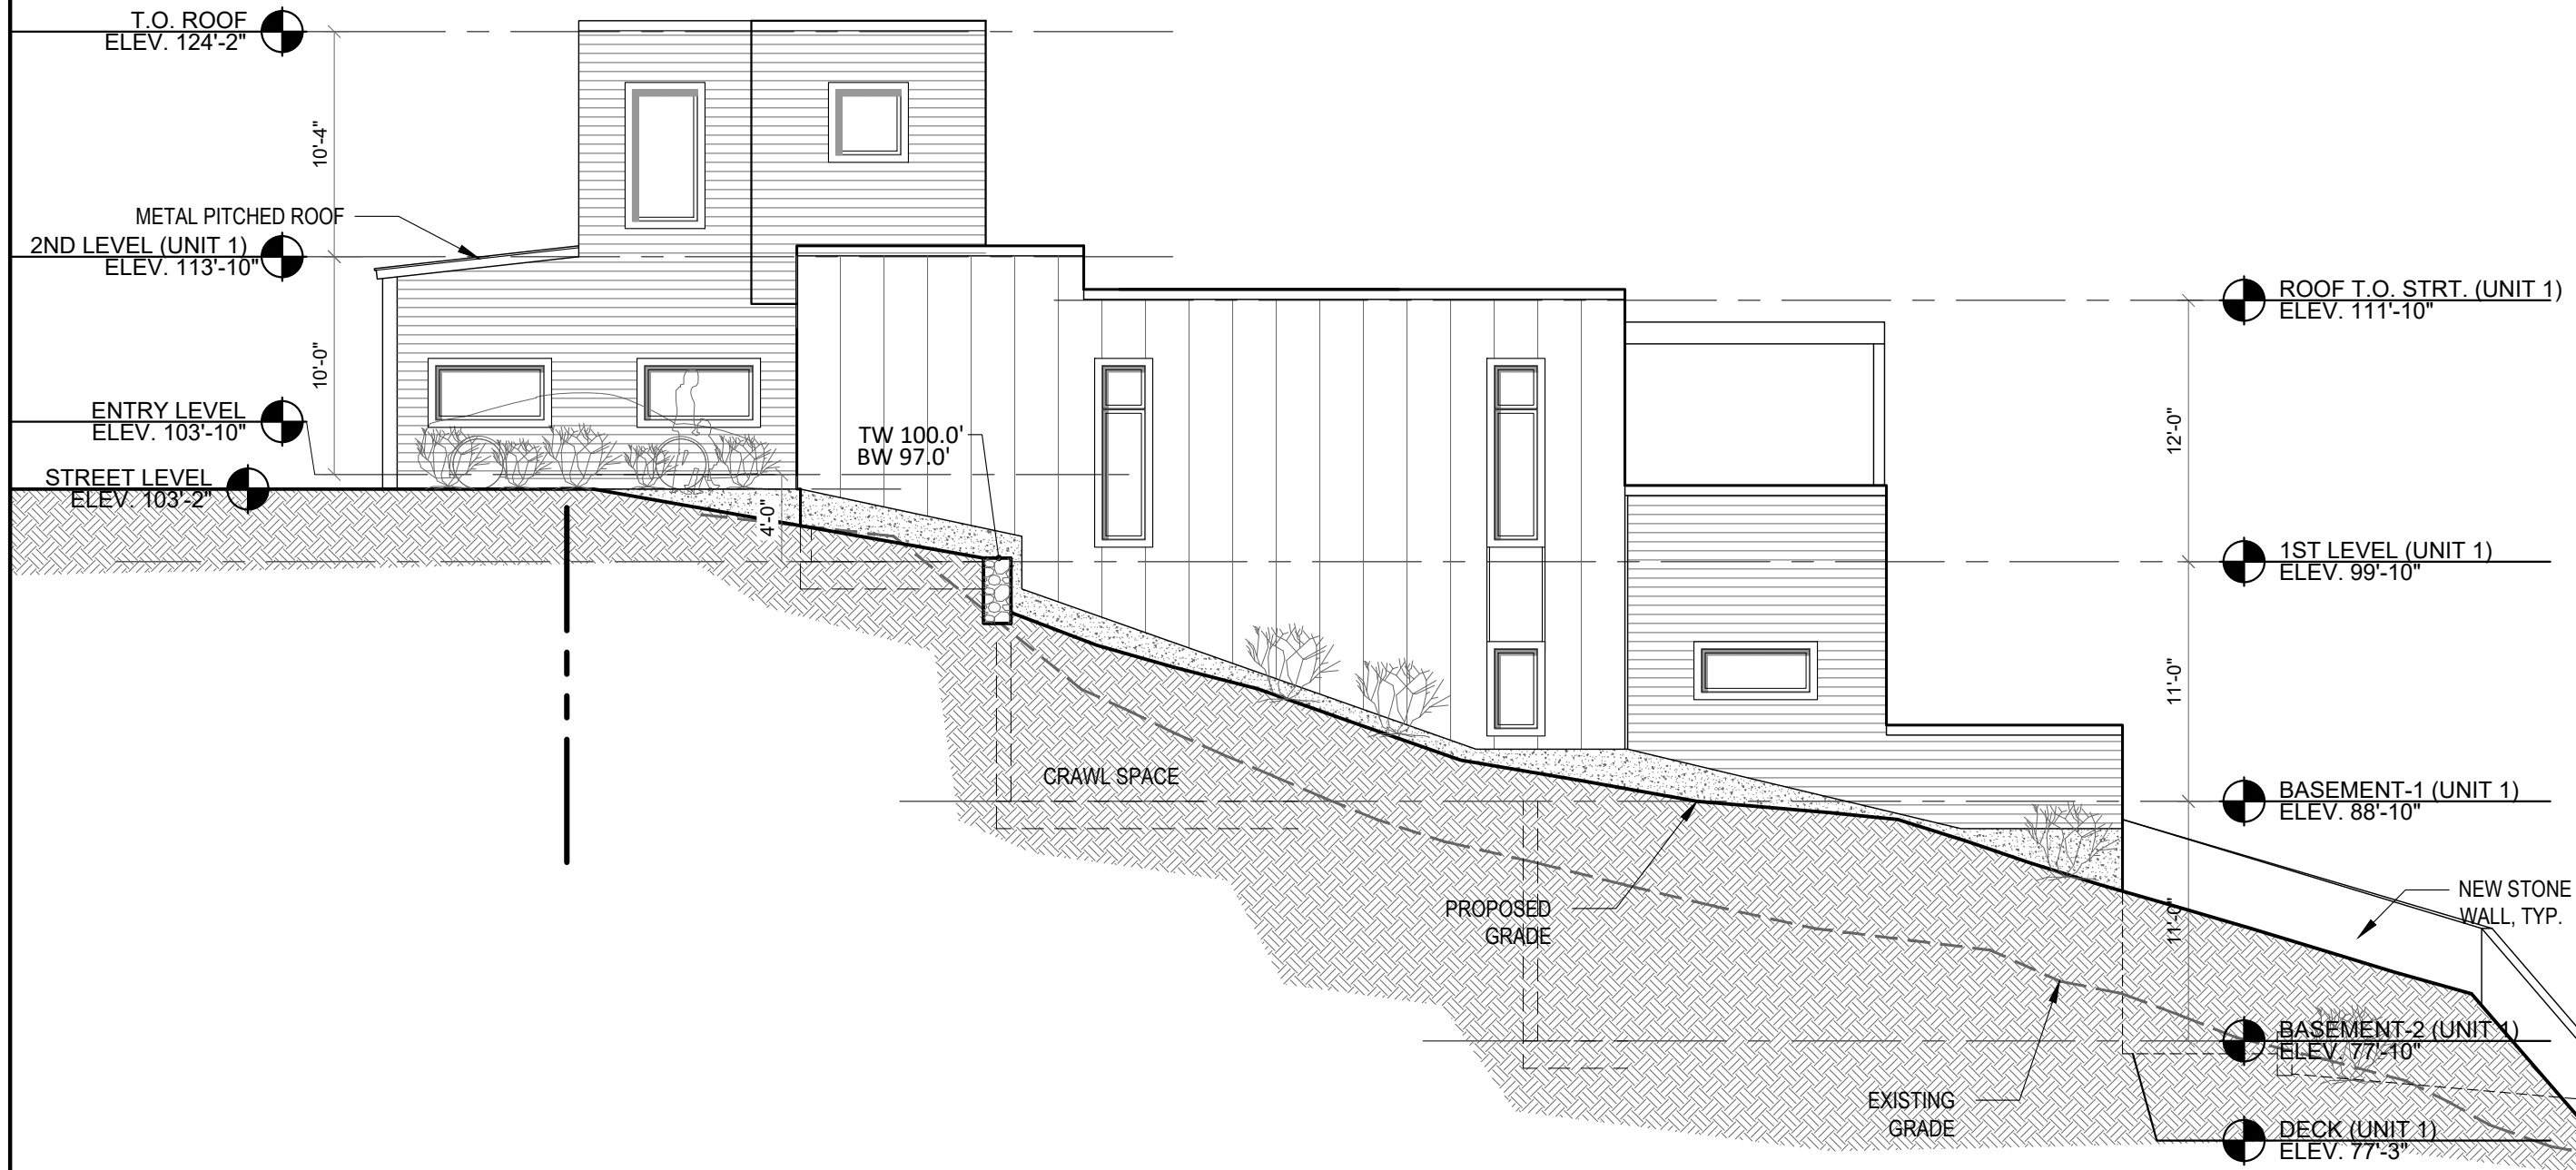 T.O. ROOF
ELEV. 124'-2"
10'-4"
METAL PITCHED ROOF
2ND LEVEL (UNIT 1)
ELEV. 113'-10"
10'-0"
ENTRY LEVEL
ELEV. 103'-10"
STREET LEVEL
ELEV. 103'-2"
4'-0"
TW 100.0'
BW 97.0'
CRAWL SPACE
PROPOSED
GRADE
EXISTING
GRADE
ROOF T.O. STRT. (UNIT 1)
ELEV. 111'-10"
12'-0"
1ST LEVEL (UNIT 1)
ELEV. 99'-10"
11'-0"
BASEMENT-1 (UNIT 1)
ELEV. 88'-10"
NEW STONE
WALL, TYP.
11'-0"
BASEMENT-2 (UNIT 1)
ELEV. 77'-10"
DECK (UNIT 1)
ELEV. 77'-3"